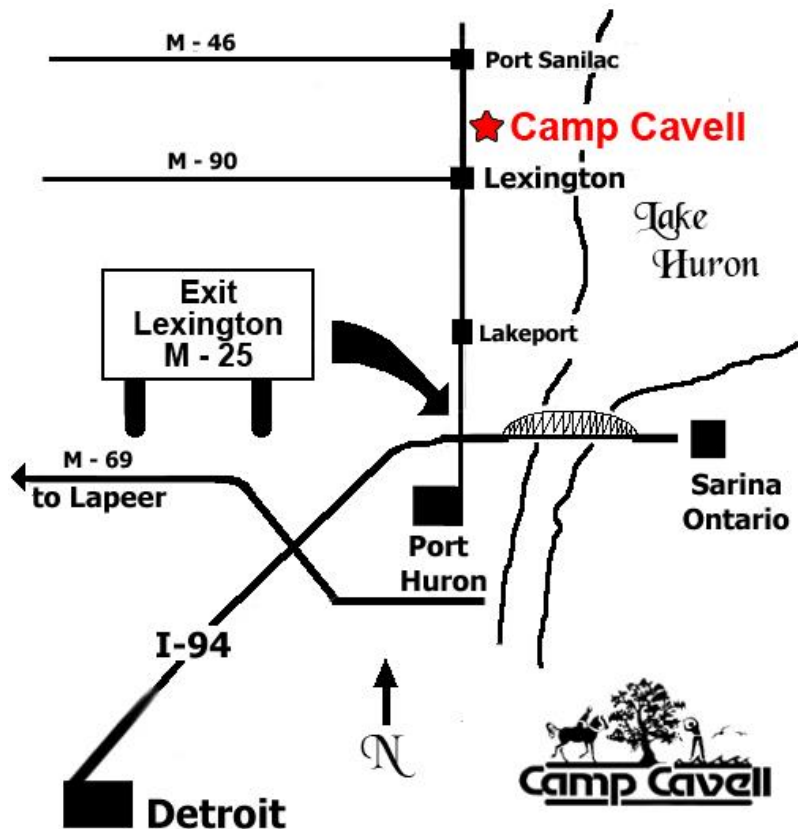 M - 46
Port Sanilac
Camp Cavell
M - 90
Lexington
Lake
Huron
Exit
Lexington
M - 25
Lakeport
M - 69
to Lapeer
Sarina
Ontario
Port
Huron
I-94
N
Camp Cavell
Detroit